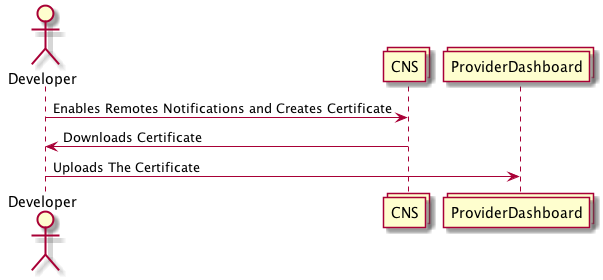 Developer
CNS
ProviderDashboard
Enables Remotes Notifications and Creates Certificate
Downloads Certificate
Uploads The Certificate
Developer
CNS
ProviderDashboard